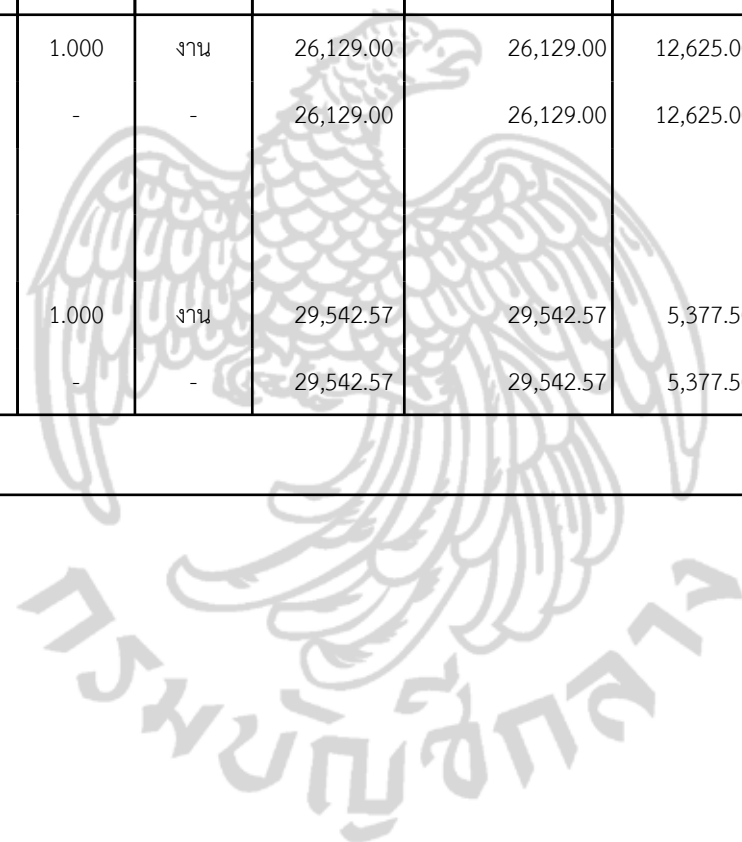 1.000 งาน 26,129.00 26,129.00 12,625.0
- - 26,129.00 26,129.00 12,625.0
1.000 งาน 29,542.57 29,542.57 5,377.5
- - 29,542.57 29,542.57 5,377.5
กรมบัญชีกลาง